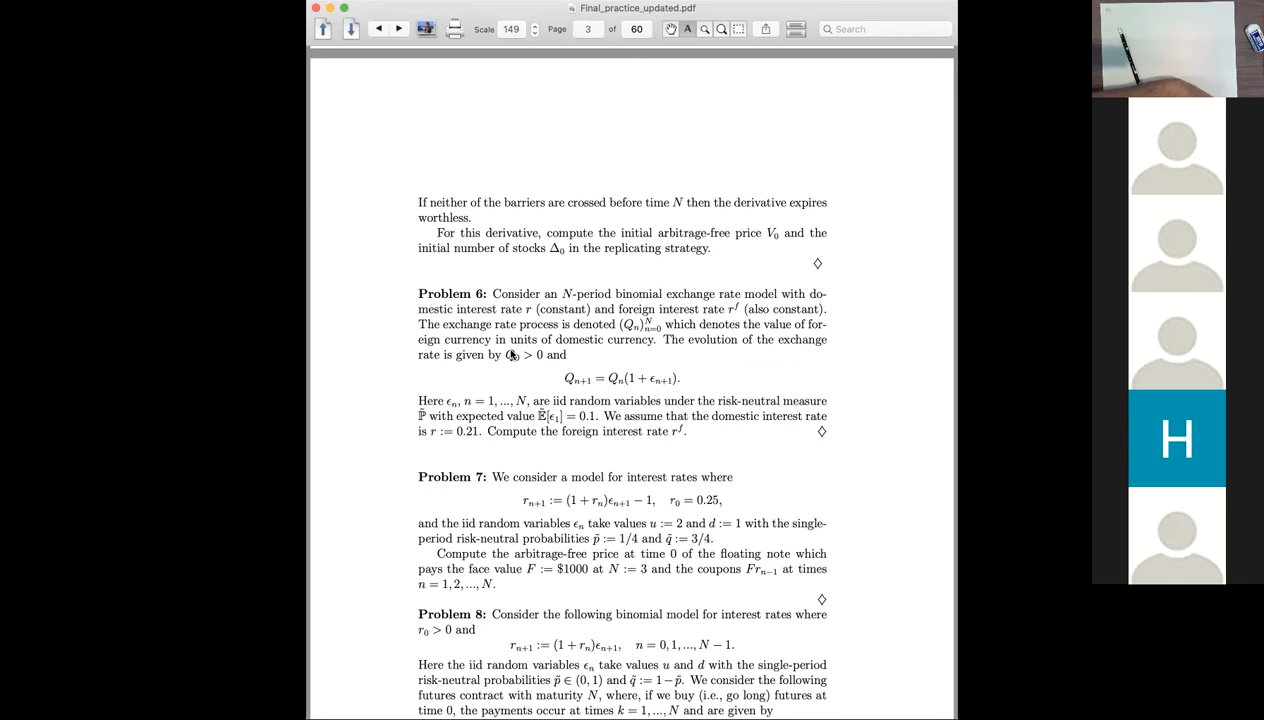 Final_practice_updated.pdf
Scale 149 Page 3 of 60 A Search
If neither of the barriers are crossed before time N then the derivative expires
worthless.
For this derivative, compute the initial arbitrage-free price V₀ and the
initial number of stocks Δ₀ in the replicating strategy.
◇
Problem 6: Consider an N-period binomial exchange rate model with do-
mestic interest rate r (constant) and foreign interest rate r^f (also constant).
The exchange rate process is denoted (Qₙ)ᴺₙ₌₀ which denotes the value of for-
eign currency in units of domestic currency. The evolution of the exchange
rate is given by Q₀ > 0 and
Qₙ₊₁ = Qₙ(1 + ϵₙ₊₁).
Here ϵₙ, n = 1, ..., N, are iid random variables under the risk-neutral measure
P̃ with expected value Ẽ[ϵ₁] = 0.1. We assume that the domestic interest rate
is r := 0.21. Compute the foreign interest rate r^f. ◇
Problem 7: We consider a model for interest rates where
rₙ₊₁ := (1 + rₙ)ϵₙ₊₁ − 1, r₀ = 0.25,
and the iid random variables ϵₙ take values u := 2 and d := 1 with the single-
period risk-neutral probabilities p̃ := 1/4 and q̃ := 3/4.
Compute the arbitrage-free price at time 0 of the floating note which
pays the face value F := $1000 at N := 3 and the coupons Frₙ₋₁ at times
n = 1, 2, ..., N.
◇
Problem 8: Consider the following binomial model for interest rates where
r₀ > 0 and
rₙ₊₁ := (1 + rₙ)ϵₙ₊₁, n = 0, 1, ..., N − 1.
Here the iid random variables ϵₙ take values u and d with the single-period
risk-neutral probabilities p̃ ∈ (0, 1) and q̃ := 1 − p̃. We consider the following
futures contract with maturity N, where, if we buy (i.e., go long) futures at
time 0, the payments occur at times k = 1, ..., N and are given by
H